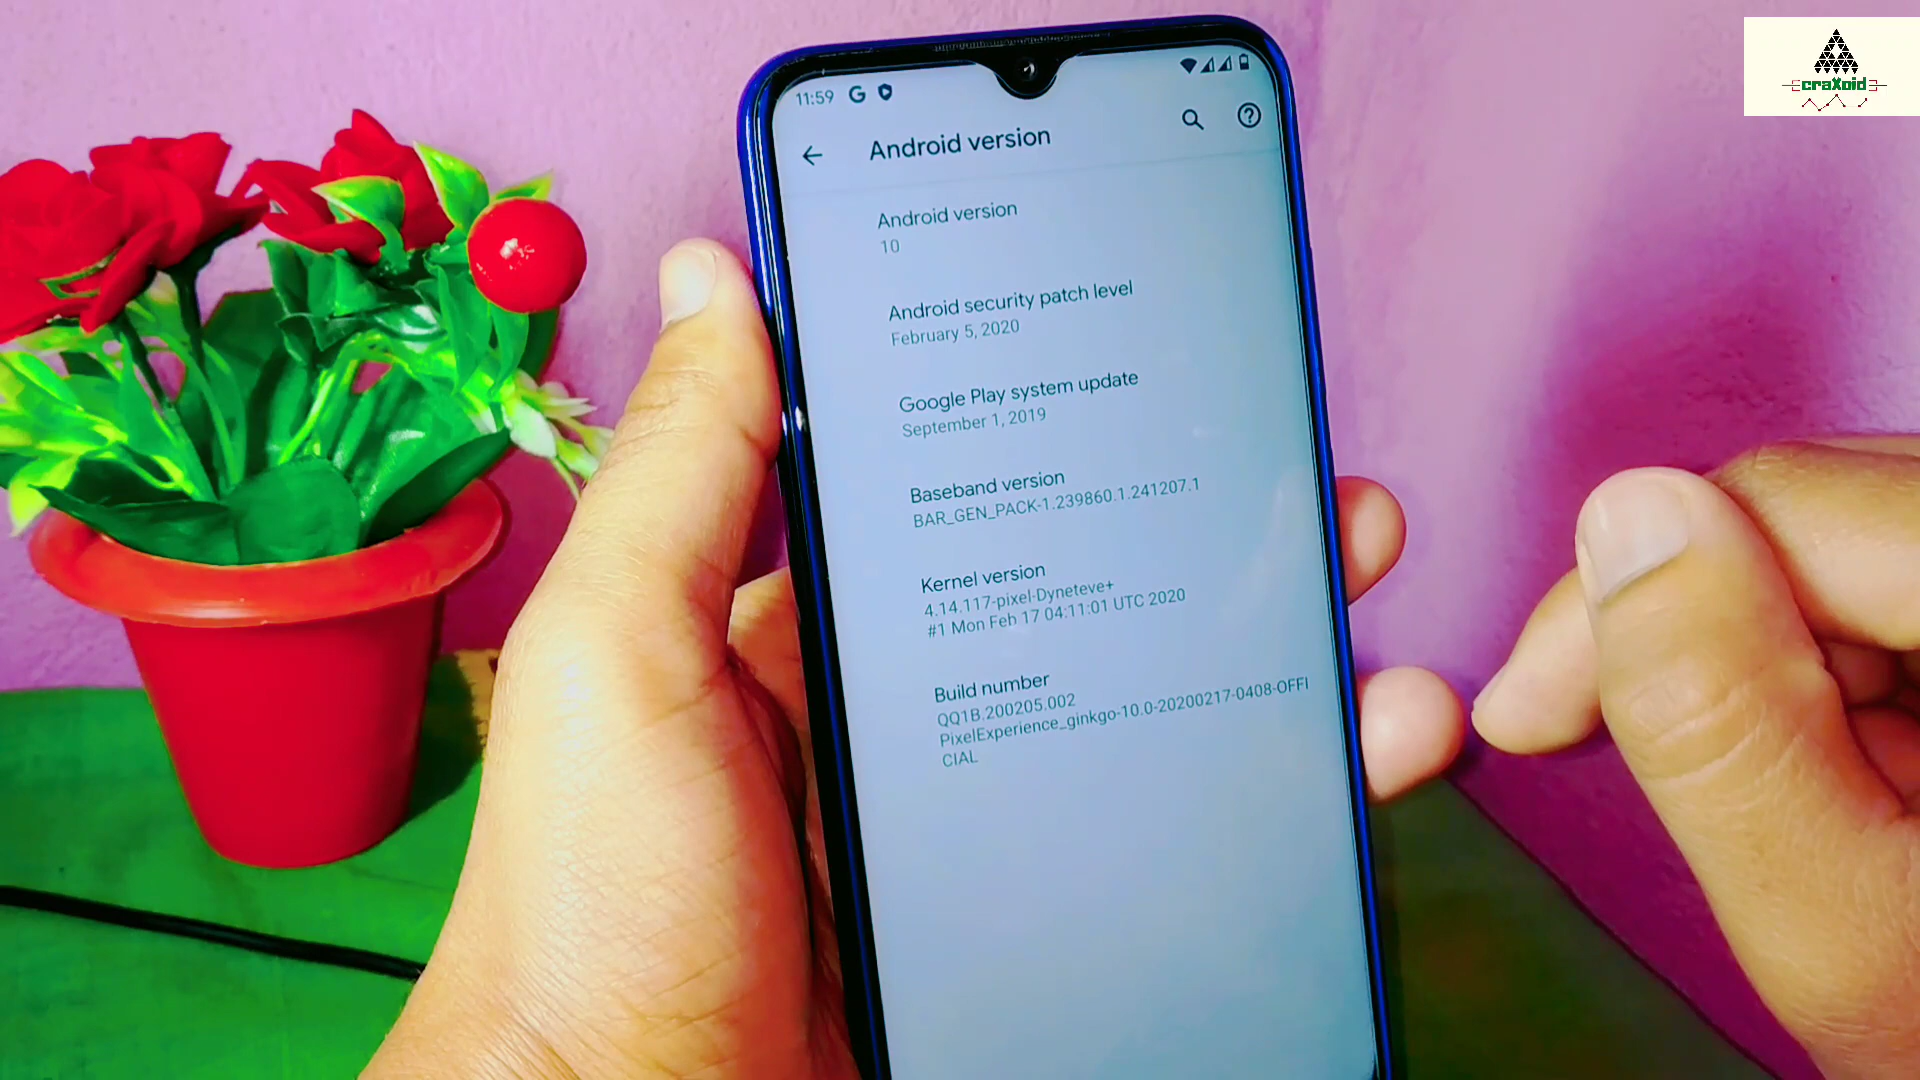 craXoid
11:59
Android version
Android version
10
Android security patch level
February 5, 2020
Google Play system update
September 1, 2019
Baseband version
BAR_GEN_PACK-1.239860.1.241207.1
Kernel version
4.14.117-pixel-Dyneteve+
#1 Mon Feb 17 04:11:01 UTC 2020
Build number
QQ1B.200205.002
PixelExperience_ginkgo-10.0-20200217-0408-OFFI
CIAL